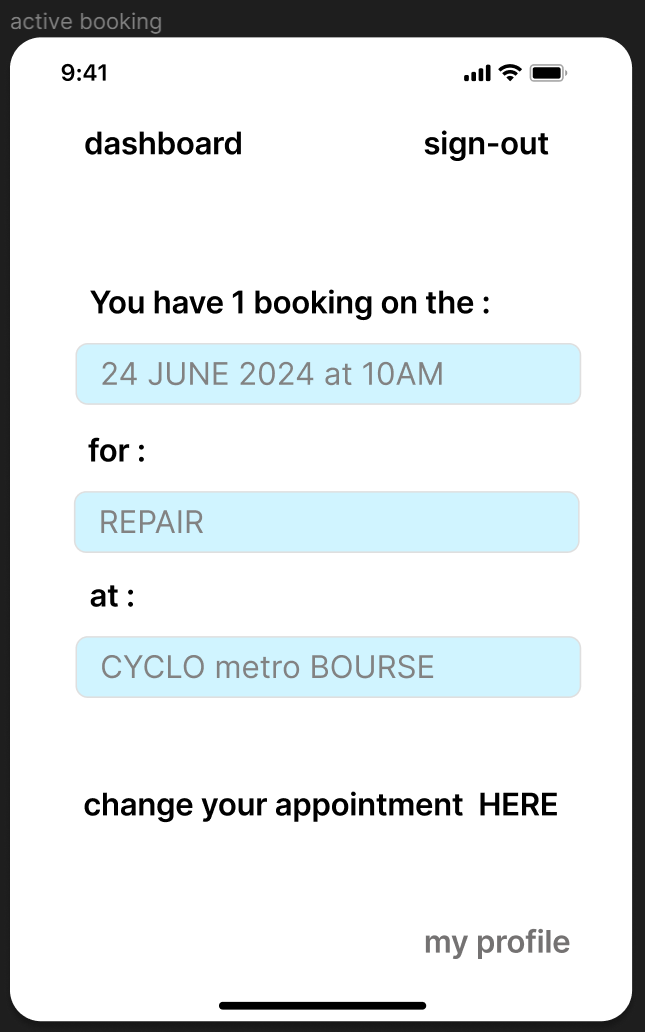 active booking
9:41
dashboard sign-out
You have 1 booking on the :
24 JUNE 2024 at 10AM
for :
REPAIR
at :
CYCLO metro BOURSE
change your appointment HERE
my profile